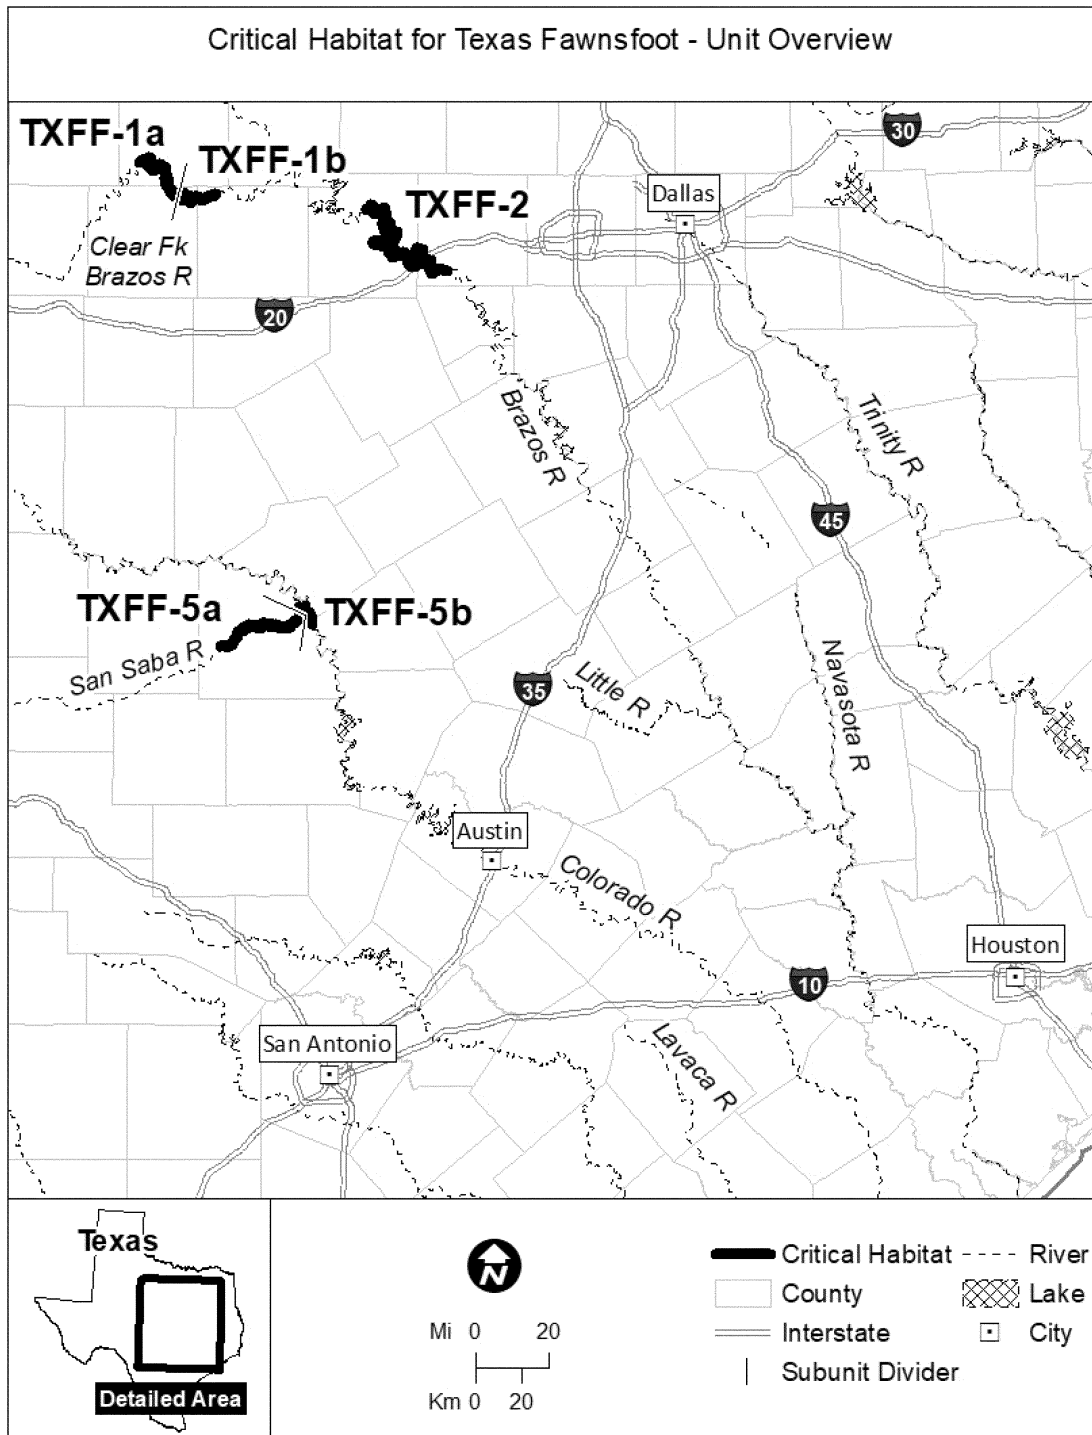 Critical Habitat for Texas Fawnsfoot - Unit Overview
TXFF-1a
TXFF-1b
TXFF-2
30
Dallas
Clear Fk
Brazos R
20
Brazos R
Trinity R
45
TXFF-5a
TXFF-5b
San Saba R
35
Little R
Navasota R
Austin
Colorado R
Houston
10
San Antonio
Lavaca R
Texas
Detailed Area
N
Mi 0 20
Km 0 20
Critical Habitat
River
County
Lake
Interstate
City
Subunit Divider